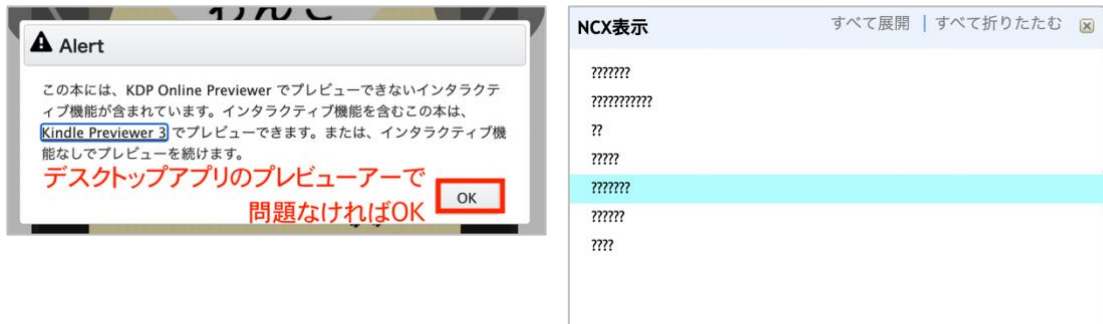 わんこ
Alert
この本には、KDP Online Previewer でプレビューできないインタラクテ
ィブ機能が含まれています。インタラクティブ機能を含むこの本は、
Kindle Previewer 3 でプレビューできます。または、インタラクティブ機
能なしでプレビューを続けます。
デスクトップアプリのプレビューアーで
問題なければOK
OK
NCX表示
すべて展開 | すべて折りたたむ
???????
???????????
??
?????
???????
??????
????